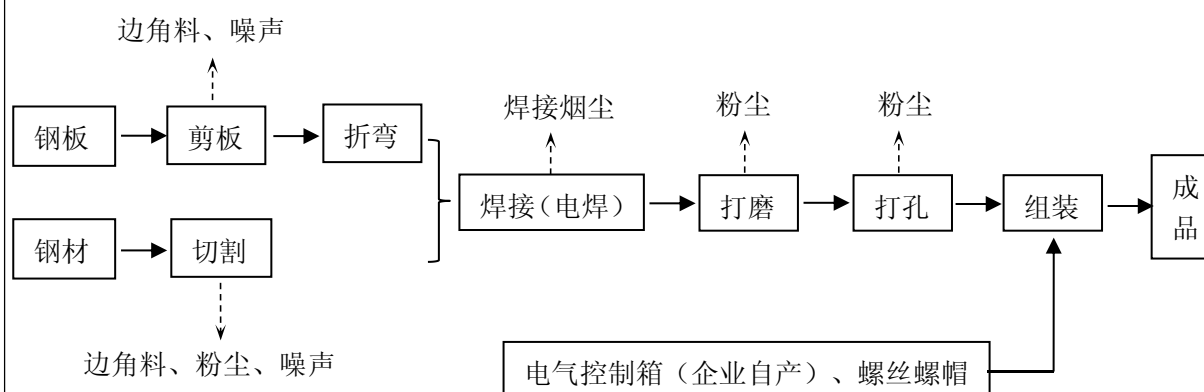 边角料、噪声
焊接烟尘
粉尘
粉尘
钢板
剪板
折弯
焊接（电焊）
打磨
打孔
组装
成
品
钢材
切割
边角料、粉尘、噪声
电气控制箱（企业自产）、螺丝螺帽